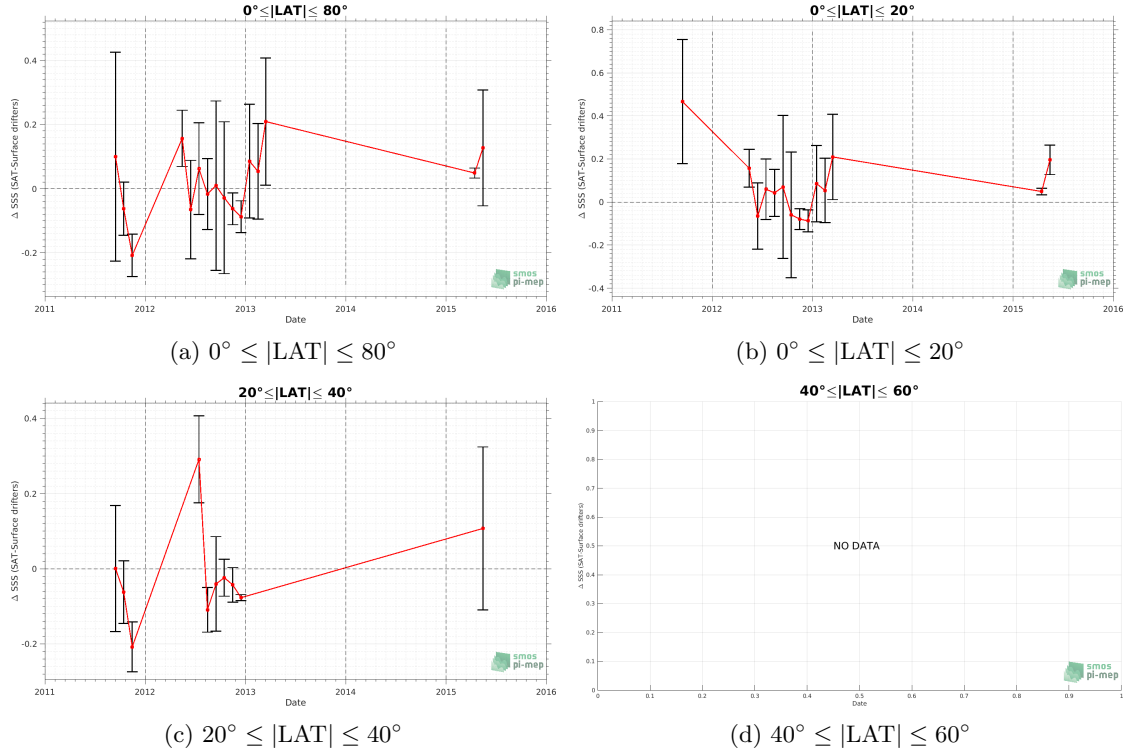 0°≤|LAT|≤ 80°
0.4
0.2
0
-0.2
Δ SSS (SAT-Surface drifters)
2011
2012
2013
2014
2015
2016
Date
smos
pi-mep
(a) 0° ≤ |LAT| ≤ 80°
0°≤|LAT|≤ 20°
0.8
0.6
0.4
0.2
0
-0.2
-0.4
Δ SSS (SAT-Surface drifters)
2011
2012
2013
2014
2015
2016
Date
smos
pi-mep
(b) 0° ≤ |LAT| ≤ 20°
20°≤|LAT|≤ 40°
0.4
0.2
0
-0.2
Δ SSS (SAT-Surface drifters)
2011
2012
2013
2014
2015
2016
Date
smos
pi-mep
(c) 20° ≤ |LAT| ≤ 40°
40°≤|LAT|≤ 60°
1
0.9
0.8
0.7
0.6
0.5
0.4
0.3
0.2
0.1
0
Δ SSS (SAT-Surface drifters)
NO DATA
0
0.1
0.2
0.3
0.4
0.5
0.6
0.7
0.8
0.9
1
Date
smos
pi-mep
(d) 40° ≤ |LAT| ≤ 60°